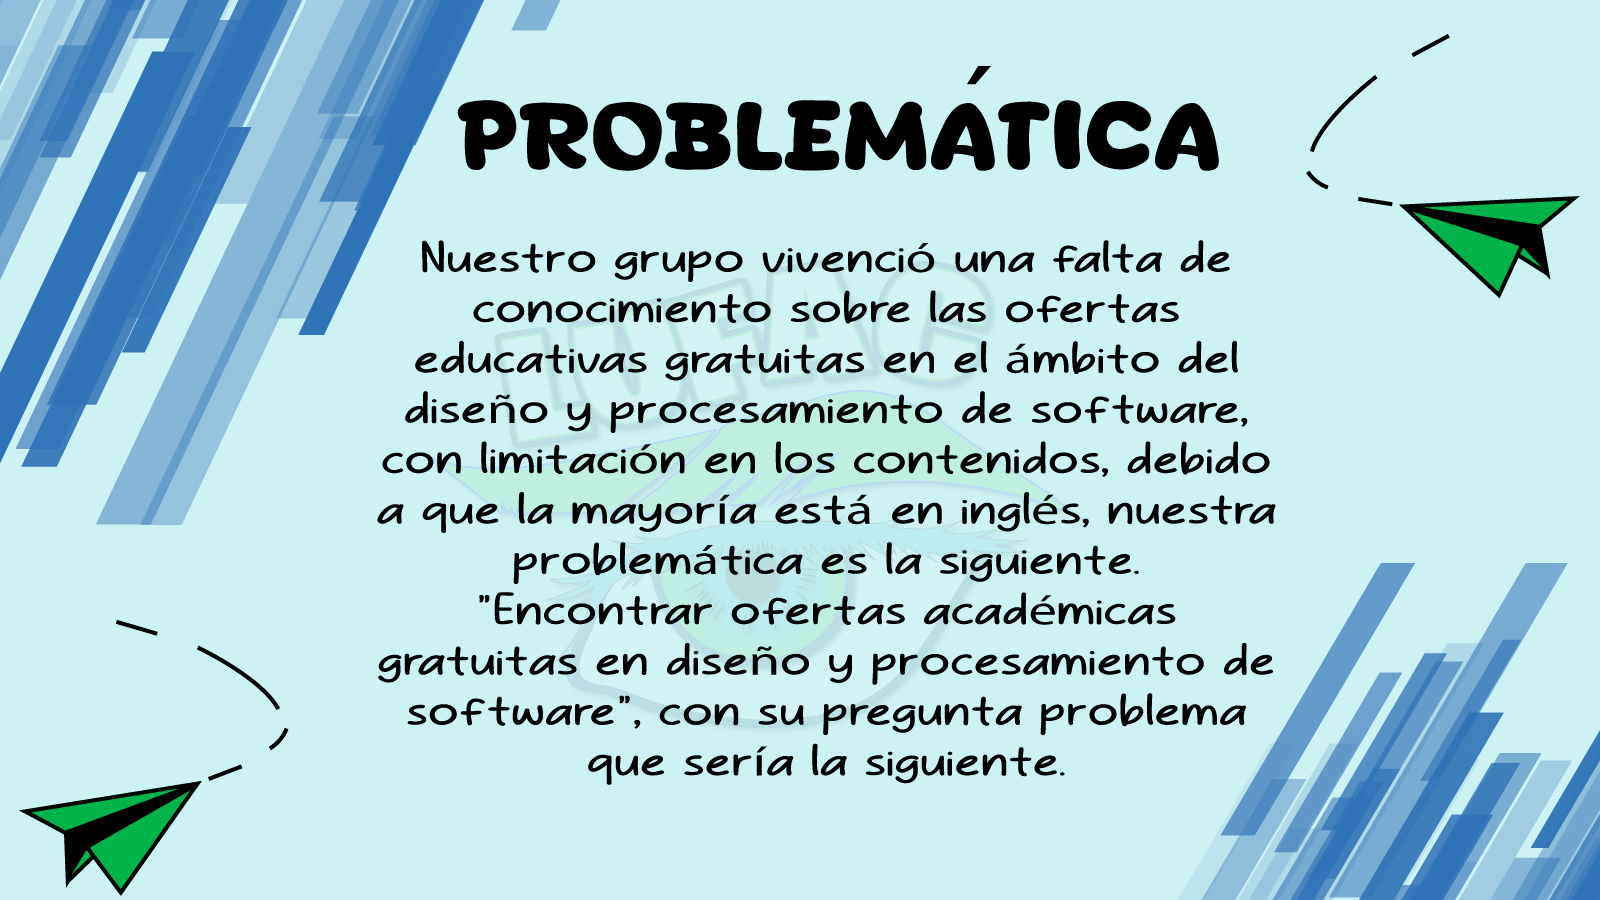 PROBLEMÁTICA
Nuestro grupo vivenció una falta de
conocimiento sobre las ofertas
educativas gratuitas en el ámbito del
diseño y procesamiento de software,
con limitación en los contenidos, debido
a que la mayoría está en inglés, nuestra
problemática es la siguiente.
"Encontrar ofertas académicas
gratuitas en diseño y procesamiento de
software", con su pregunta problema
que sería la siguiente.